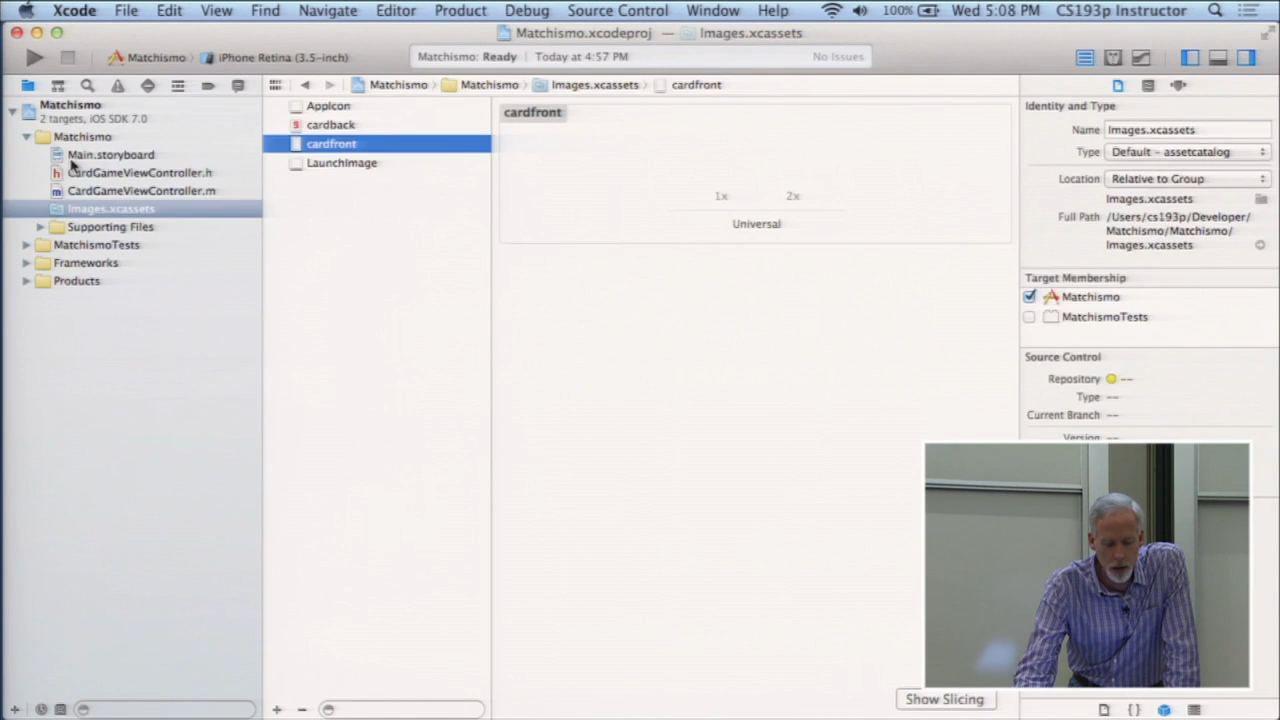 Xcode File Edit View Find Navigate Editor Product Debug Source Control Window Help 100% Wed 5:08 PM CS193p Instructor
Matchismo.xcodeproj — Images.xcassets
Matchismo iPhone Retina (3.5-inch)
Matchismo: Ready Today at 4:57 PM No Issues
Matchismo Matchismo Images.xcassets cardfront
Matchismo
2 targets, iOS SDK 7.0
Matchismo
Main.storyboard
CardGameViewController.h
CardGameViewController.m
Images.xcassets
Supporting Files
MatchismoTests
Frameworks
Products
AppIcon
cardback
cardfront
LaunchImage
cardfront
1x 2x
Universal
Show Slicing
Identity and Type
Name Images.xcassets
Type Default - assetcatalog
Location Relative to Group
Images.xcassets
Full Path /Users/cs193p/Developer/
Matchismo/Matchismo/
Images.xcassets
Target Membership
Matchismo
MatchismoTests
Source Control
Repository --
Type --
Current Branch --
Version --